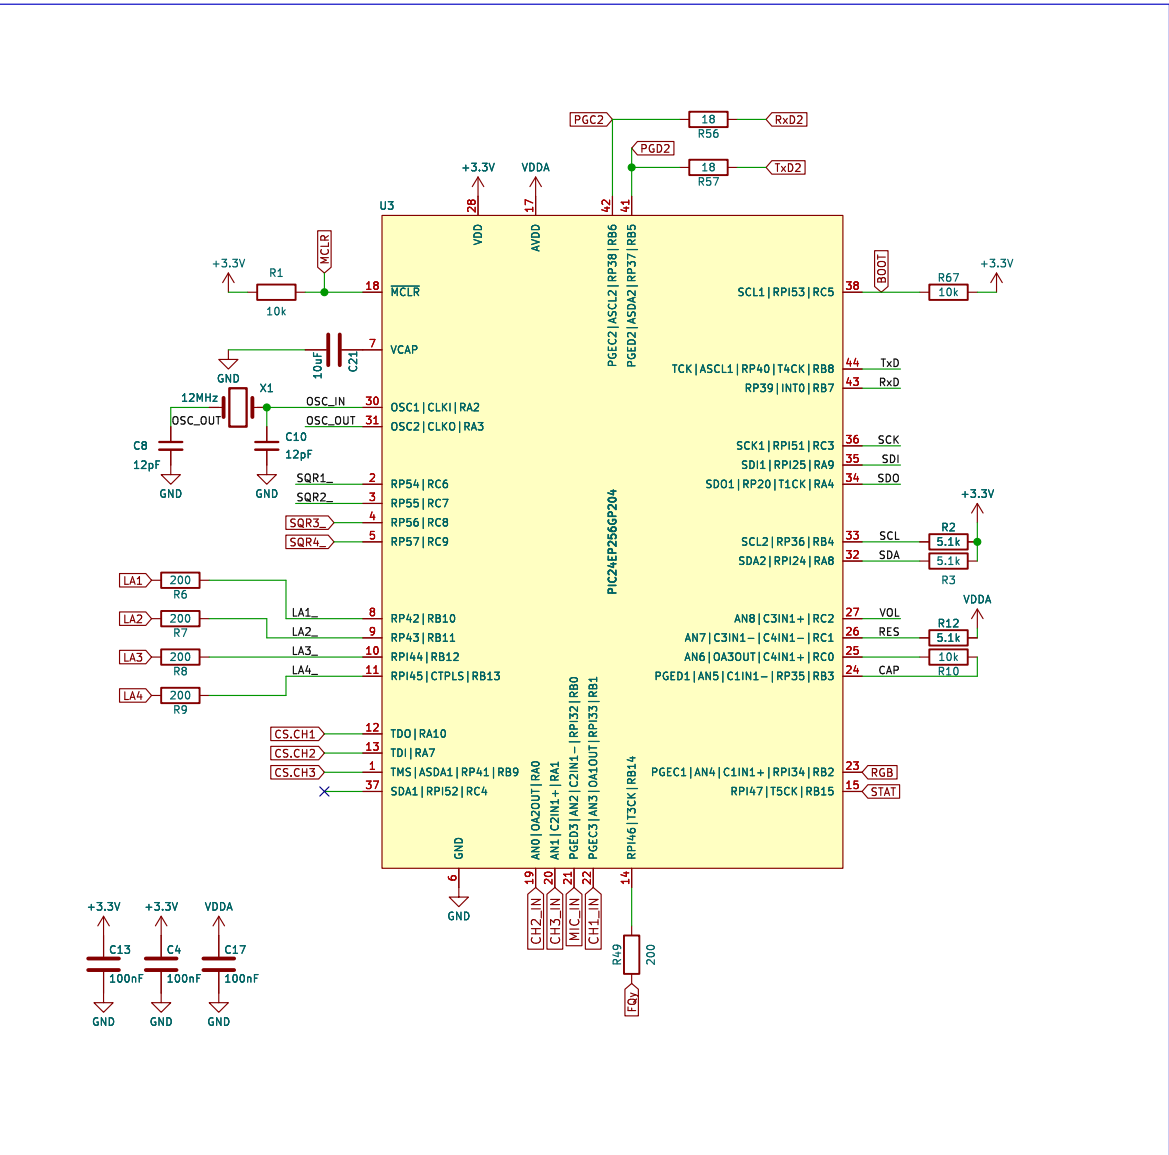 PGC2
18
R56
RxD2
PGD2
18
R57
TxD2
+3.3V
VDDA
U3
28
17
42
41
VDD
AVDD
PGEC2|ASCL2|RP38|RB6
PGED2|ASDA2|RP37|RB5
MCLR
+3.3V
R1
10k
18
MCLR
BOOT
SCL1|RPI53|RC5
38
R67
10k
+3.3V
GND
10uF
C21
7
VCAP
TCK|ASCL1|RP40|T4CK|RB8
44
TxD
RP39|INT0|RB7
43
RxD
12MHz
X1
OSC_IN
30
OSC1|CLKI|RA2
OSC_OUT
OSC_OUT
31
OSC2|CLKO|RA3
C8
12pF
GND
C10
12pF
GND
SCK1|RPI51|RC3
36
SCK
SDI1|RPI25|RA9
35
SDI
SDO1|RP20|T1CK|RA4
34
SDO
SQR1_
2
RP54|RC6
SQR2_
3
RP55|RC7
SQR3_
4
RP56|RC8
SQR4_
5
RP57|RC9
PIC24EP256GP204
+3.3V
SCL2|RP36|RB4
33
SCL
R2
5.1k
SDA2|RPI24|RA8
32
SDA
5.1k
R3
LA1
200
R6
LA2
200
R7
LA3
200
R8
LA4
200
R9
LA1_
8
RP42|RB10
LA2_
9
RP43|RB11
LA3_
10
RPI44|RB12
LA4_
11
RPI45|CTPLS|RB13
VDDA
AN8|C3IN1+|RC2
27
VOL
AN7|C3IN1-|C4IN1-|RC1
26
RES
R12
5.1k
AN6|OA3OUT|C4IN1+|RC0
25
10k
R10
PGED1|AN5|C1IN1-|RP35|RB3
24
CAP
CS.CH1
12
TDO|RA10
CS.CH2
13
TDI|RA7
CS.CH3
1
TMS|ASDA1|RP41|RB9
37
SDA1|RPI52|RC4
PGEC1|AN4|C1IN1+|RPI34|RB2
23
RGB
RPI47|T5CK|RB15
15
STAT
GND
AN0|OA2OUT|RA0
AN1|C2IN1+|RA1
PGED3|AN2|C2IN1-|RPI32|RB0
PGEC3|AN3|OA1OUT|RPI33|RB1
RPI46|T3CK|RB14
6
19
20
21
22
14
GND
CH2_IN
CH3_IN
MIC_IN
CH1_IN
R49
200
FQy
+3.3V
C13
100nF
GND
+3.3V
C4
100nF
GND
VDDA
C17
100nF
GND